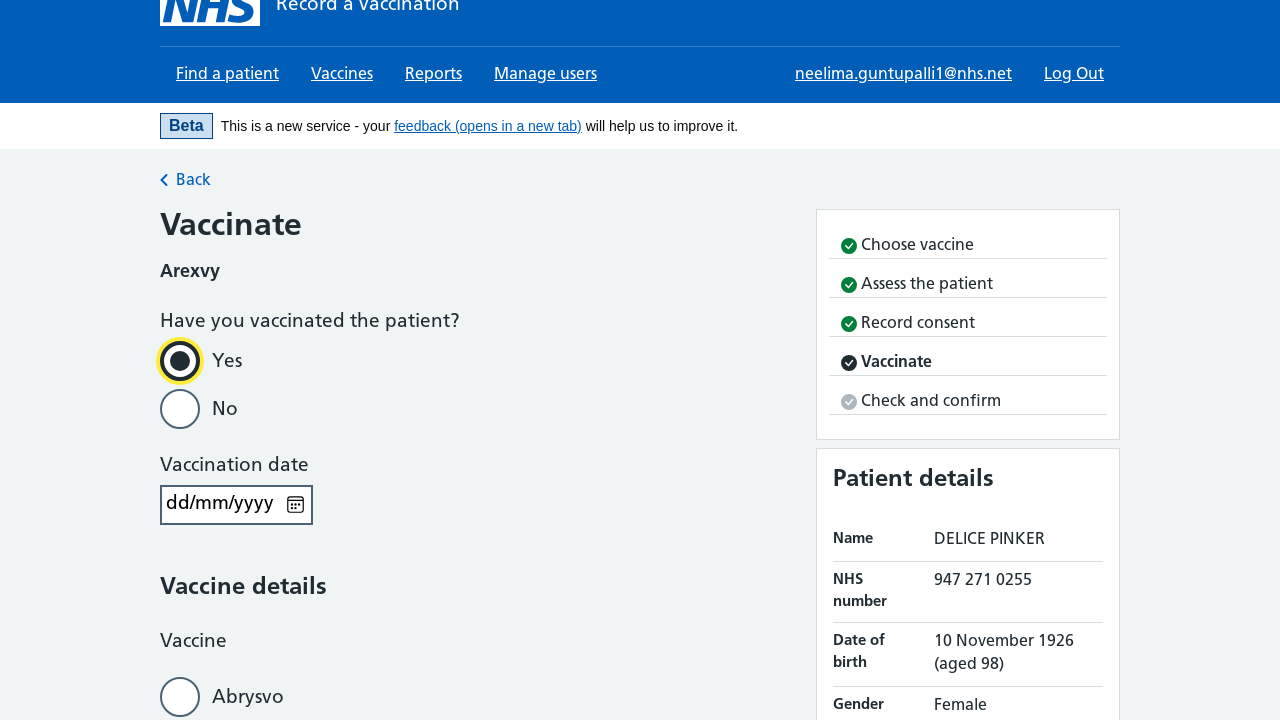 NHS Record a vaccination
Find a patient Vaccines Reports Manage users neelima.guntupalli1@nhs.net Log Out
Beta This is a new service - your feedback (opens in a new tab) will help us to improve it.
Back
Vaccinate
Arexvy
Have you vaccinated the patient?
Yes
No
Vaccination date
dd/mm/yyyy
Vaccine details
Vaccine
Abrysvo
Choose vaccine
Assess the patient
Record consent
Vaccinate
Check and confirm
Patient details
Name DELICE PINKER
NHS number 947 271 0255
Date of birth 10 November 1926 (aged 98)
Gender Female